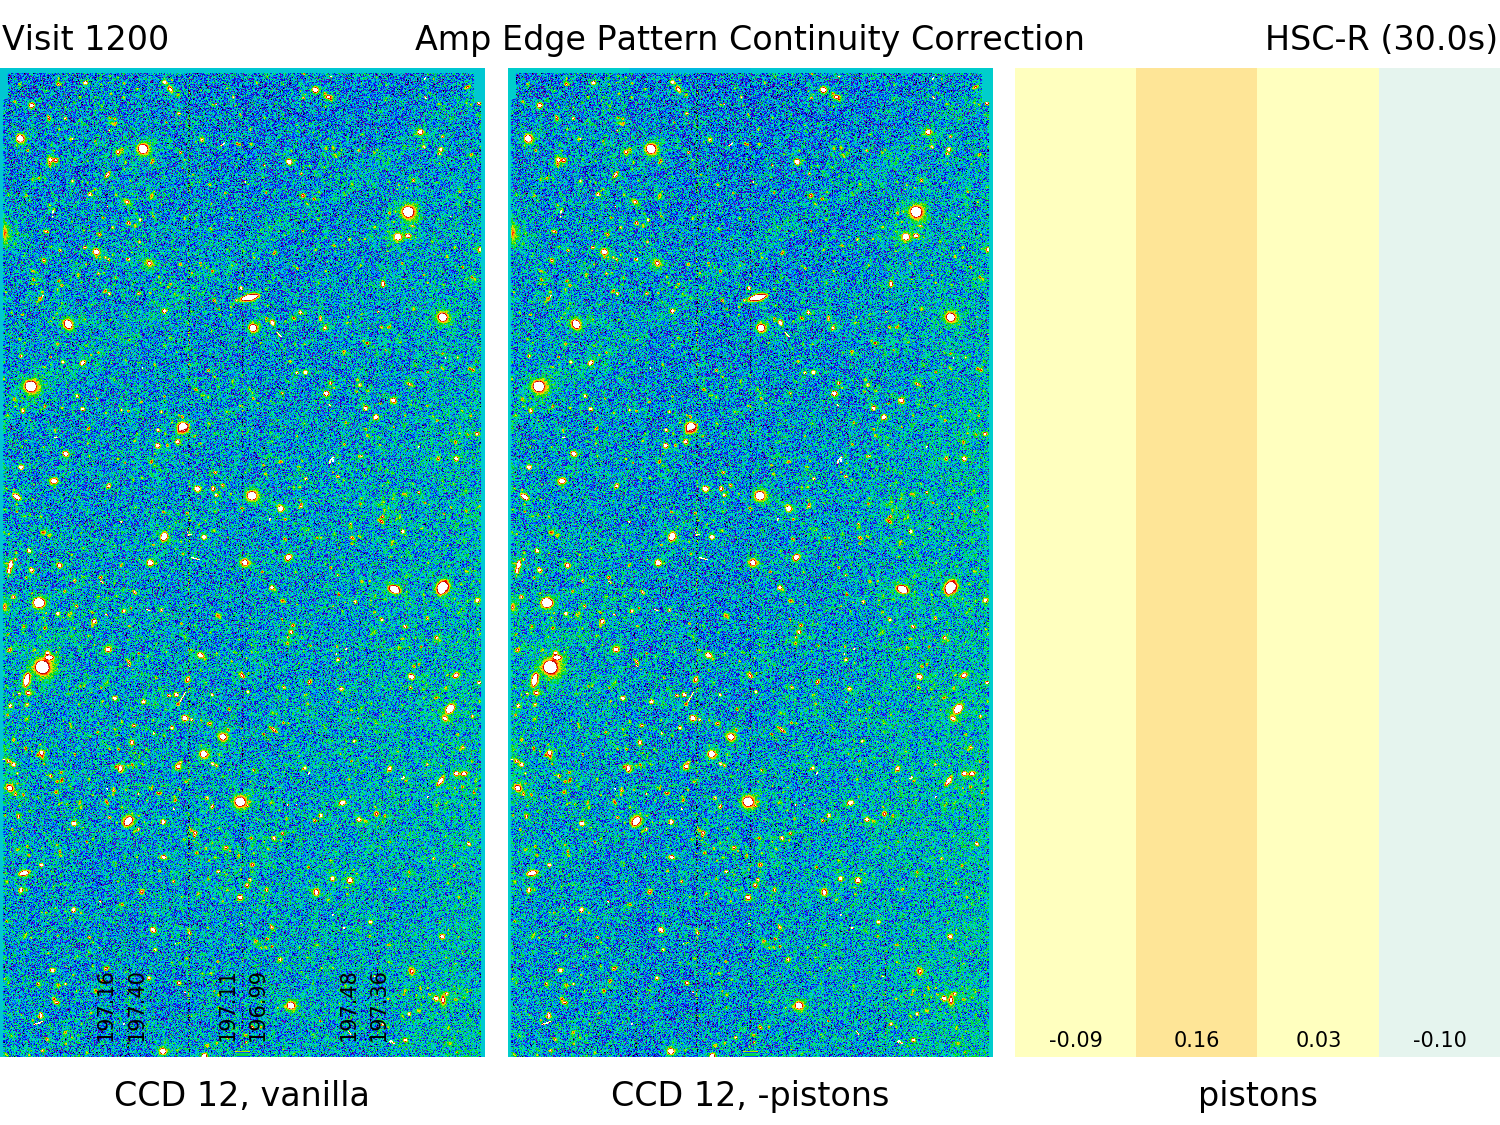 Visit 1200
Amp Edge Pattern Continuity Correction
HSC-R (30.0s)
197.16
197.40
197.11
196.99
197.48
197.36
-0.09
0.16
0.03
-0.10
CCD 12, vanilla
CCD 12, -pistons
pistons